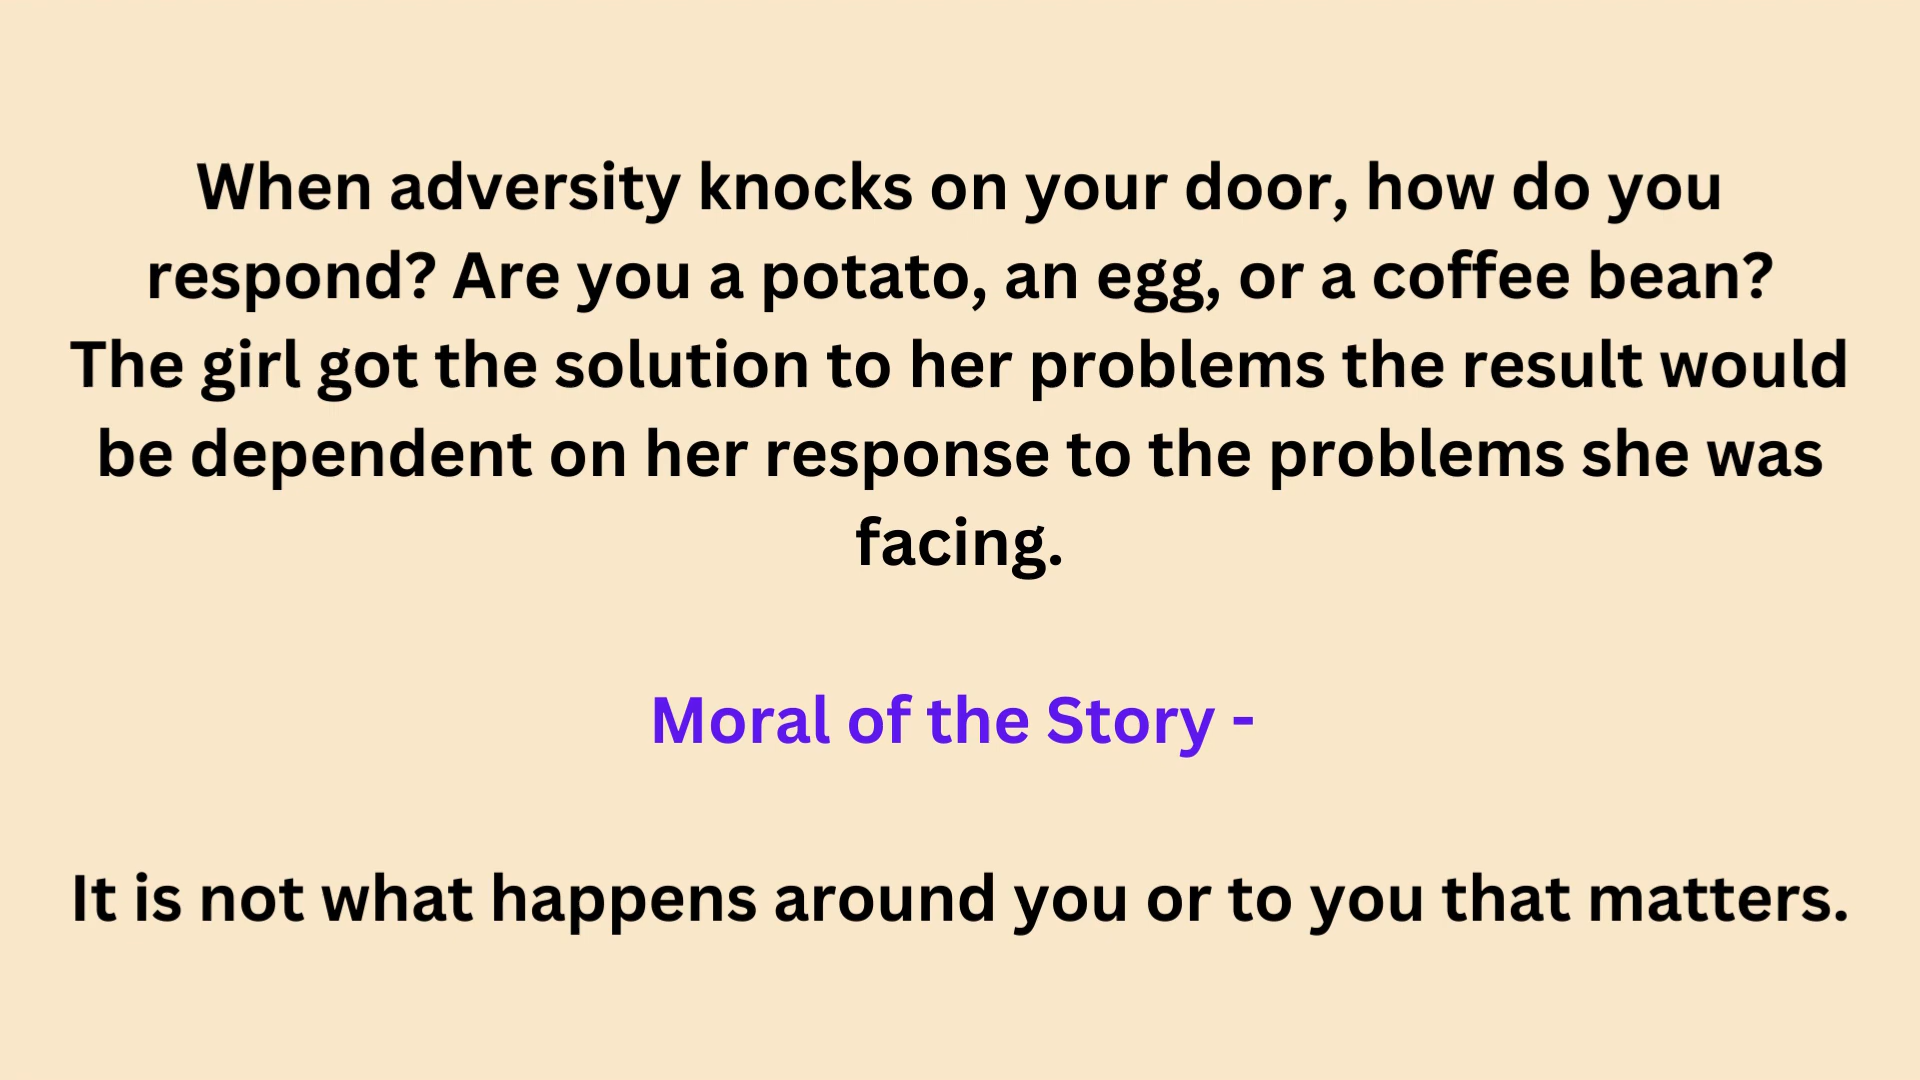 When adversity knocks on your door, how do you
respond? Are you a potato, an egg, or a coffee bean?
The girl got the solution to her problems the result would
be dependent on her response to the problems she was
facing.
Moral of the Story -
It is not what happens around you or to you that matters.